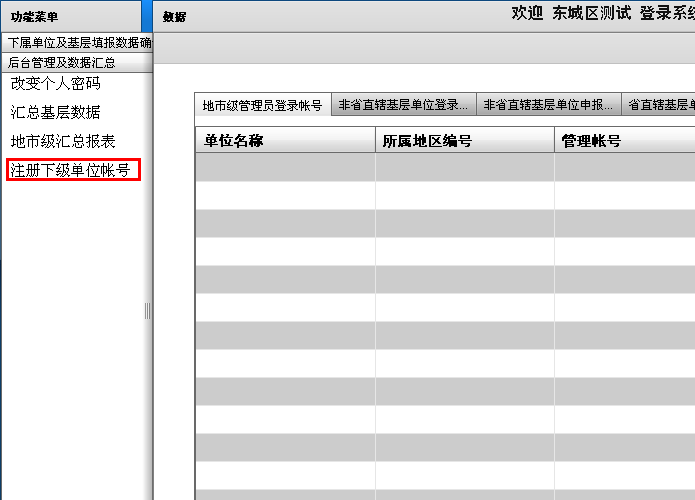 功能菜单
数据
欢迎 东城区测试 登录系统
下属单位及基层填报数据确
后台管理及数据汇总
改变个人密码
汇总基层数据
地市级汇总报表
注册下级单位帐号
地市级管理员登录帐号
非省直辖基层单位登录...
非省直辖基层单位申报...
省直辖基层单
单位名称
所属地区编号
管理帐号